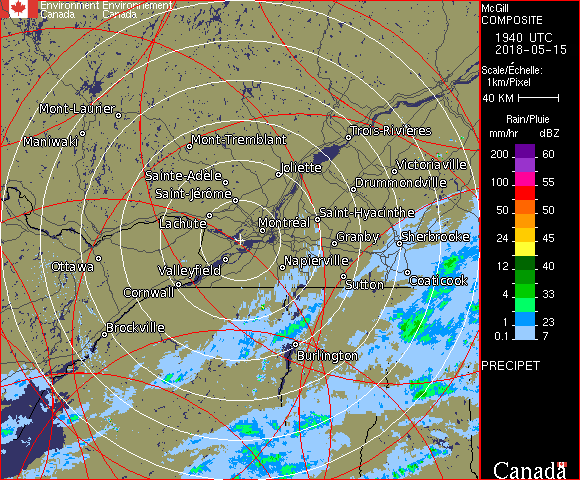 Environment Environnement
Canada Canada
McGill
COMPOSITE
1940 UTC
2018-05-15
Scale/Échelle:
1km/Pixel
40 KM
Rain/Pluie
mm/hr dBZ
200 60
100 55
50 50
24 45
12 40
4 33
1 23
0.1 7
PRECIPET
Canada
Mont-Laurier
Maniwaki
Mont-Tremblant
Trois-Rivières
Sainte-Adèle
Joliette
Victoriaville
Saint-Jérôme
Drummondville
Lachute
Montréal
Saint-Hyacinthe
Granby
Sherbrooke
Ottawa
Valleyfield
Napierville
Cornwall
Sutton
Coaticook
Brockville
Burlington